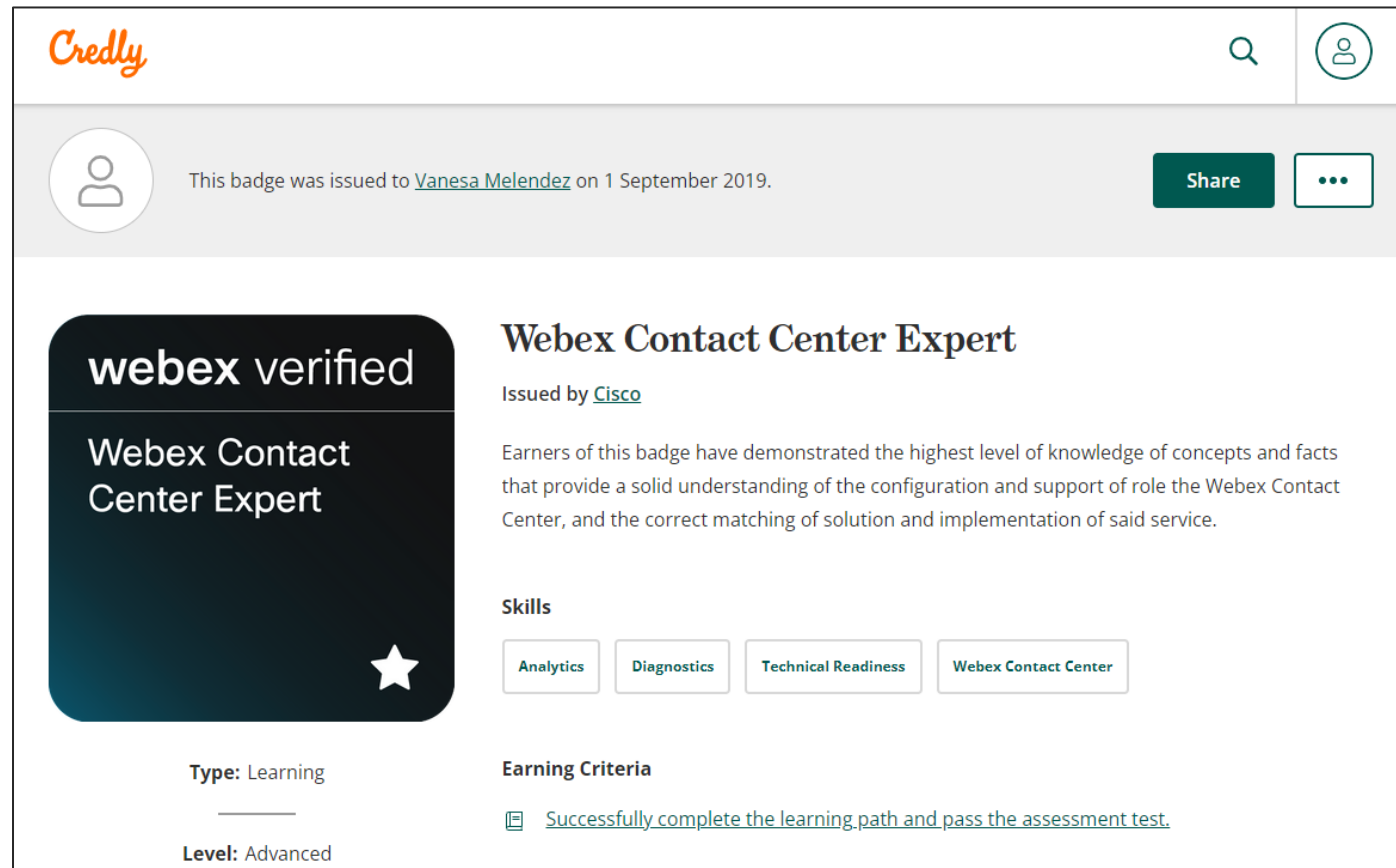 Credly
This badge was issued to Vanesa Melendez on 1 September 2019.
Share
webex verified
Webex Contact
Center Expert
Type: Learning
Level: Advanced
Webex Contact Center Expert
Issued by Cisco
Earners of this badge have demonstrated the highest level of knowledge of concepts and facts
that provide a solid understanding of the configuration and support of role the Webex Contact
Center, and the correct matching of solution and implementation of said service.
Skills
Analytics Diagnostics Technical Readiness Webex Contact Center
Earning Criteria
Successfully complete the learning path and pass the assessment test.